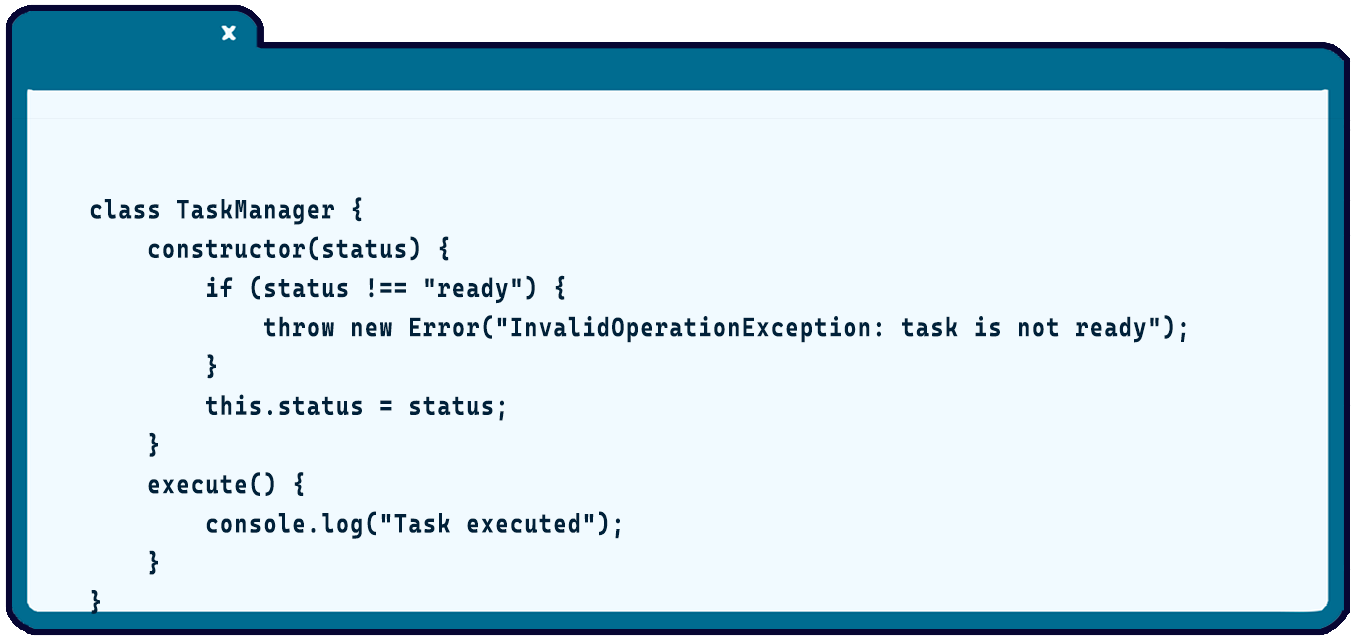 x
class TaskManager {
    constructor(status) {
        if (status !== "ready") {
            throw new Error("InvalidOperationException: task is not ready");
        }
        this.status = status;
    }
    execute() {
        console.log("Task executed");
    }
}